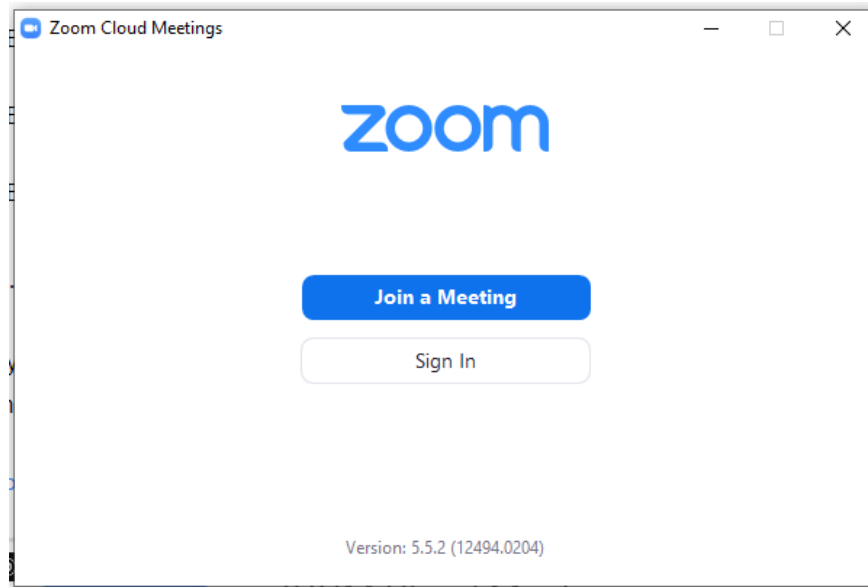 Zoom Cloud Meetings
zoom
Join a Meeting
Sign In
Version: 5.5.2 (12494.0204)